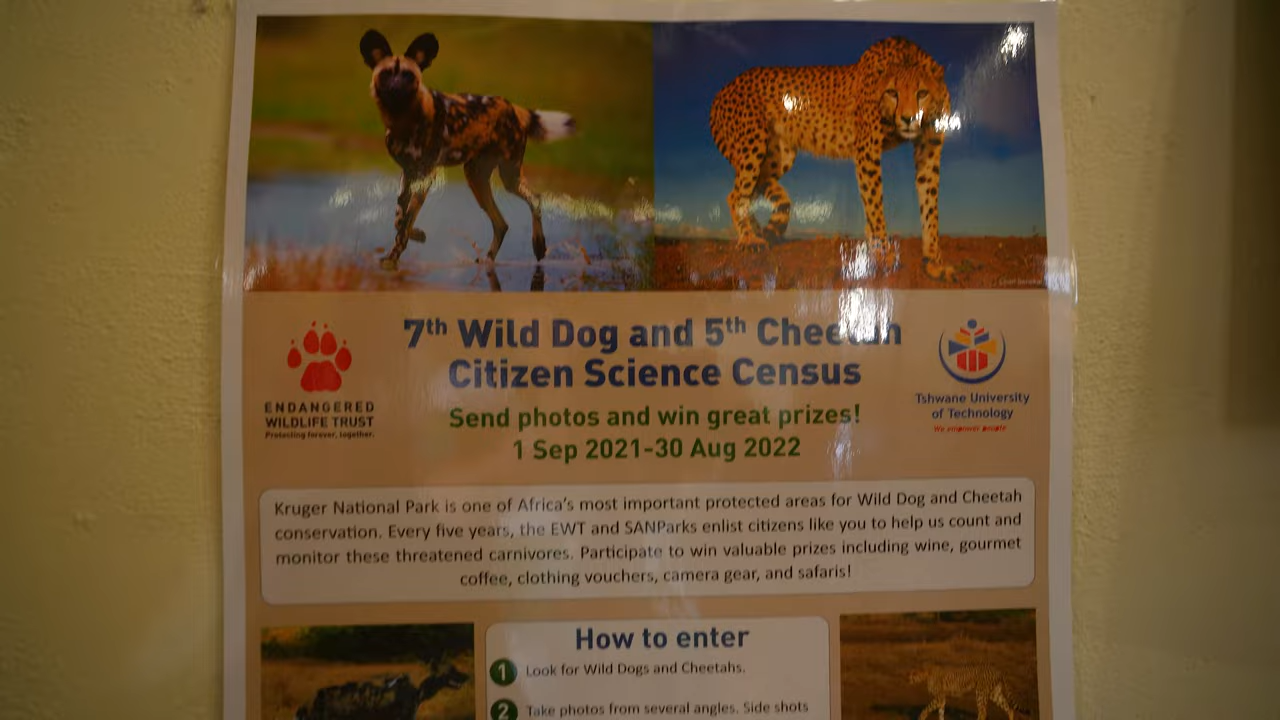 7th Wild Dog and 5th Cheetah
Citizen Science Census
Send photos and win great prizes!
1 Sep 2021-30 Aug 2022
ENDANGERED
WILDLIFE TRUST
Protecting forever, together.
Tshwane University
of Technology
We empower people
Kruger National Park is one of Africa's most important protected areas for Wild Dog and Cheetah
conservation. Every five years, the EWT and SANParks enlist citizens like you to help us count and
monitor these threatened carnivores. Participate to win valuable prizes including wine, gourmet
coffee, clothing vouchers, camera gear, and safaris!
How to enter
1 Look for Wild Dogs and Cheetahs.
2 Take photos from several angles. Side shots